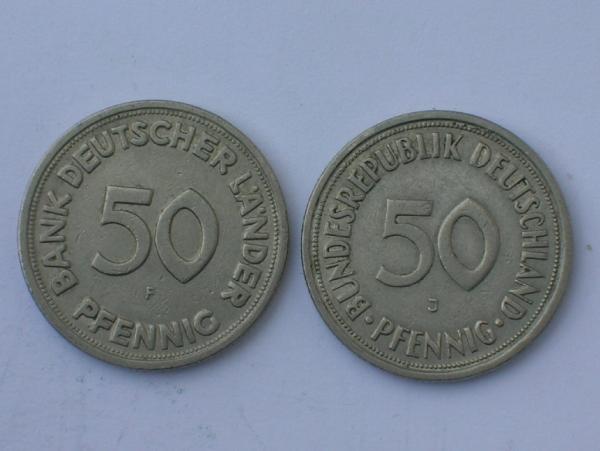 BANK DEUTSCHER LÄNDER
50
F
PFENNIG
BUNDESREPUBLIK DEUTSCHLAND
50
J
· PFENNIG ·